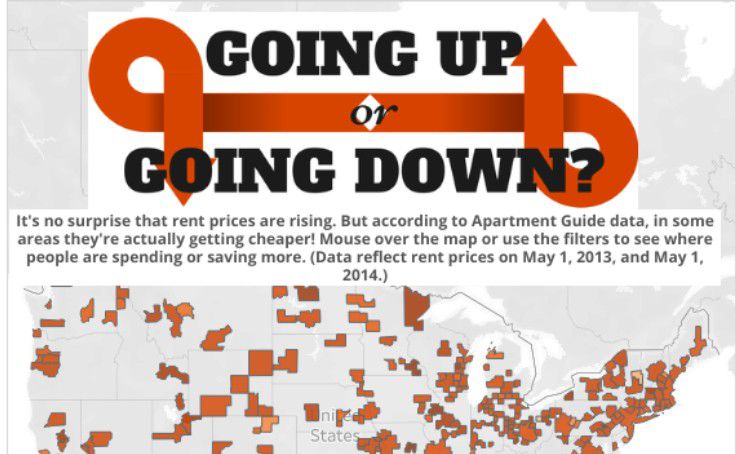 GOING UP
or
GOING DOWN?
It's no surprise that rent prices are rising. But according to Apartment Guide data, in some
areas they're actually getting cheaper! Mouse over the map or use the filters to see where
people are spending or saving more. (Data reflect rent prices on May 1, 2013, and May 1,
2014.)
United
States